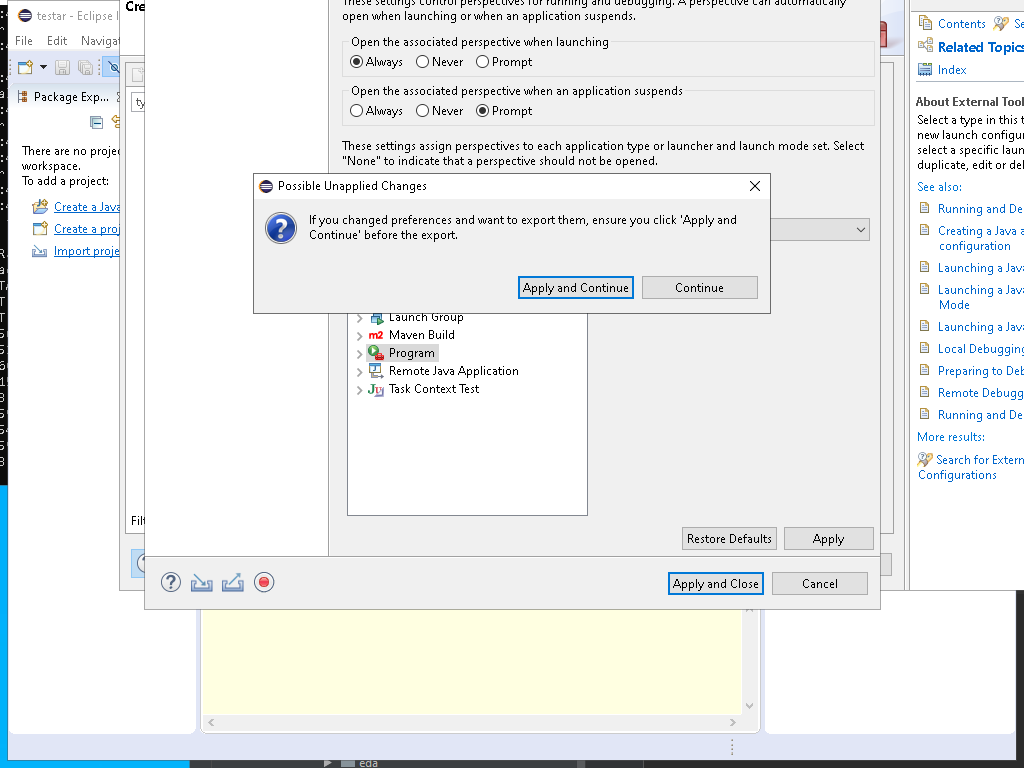 testar - Eclipse I
Cre
These settings control perspectives for running and debugging. A perspective can automatically
open when launching or when an application suspends.
Contents
Se
File Edit Navigat
Related Topics
Index
Open the associated perspective when launching
Always Never Prompt
Package Exp...
Open the associated perspective when an application suspends
Always Never Prompt
ty
About External Tool
Select a type in this t
new launch configur
select a specific laun
duplicate, edit or del
There are no proje
workspace.
To add a project:
These settings assign perspectives to each application type or launcher and launch mode set. Select
"None" to indicate that a perspective should not be opened.
Possible Unapplied Changes
If you changed preferences and want to export them, ensure you click 'Apply and
Continue' before the export.
Apply and Continue
Continue
Create a Java
Create a proj
Import proje
See also:
Running and De
Creating a Java a
configuration
Launching a Java
Launching a Java
Mode
Launching a Java
Local Debugging
Preparing to Deb
Remote Debugg
Running and De
More results:
Search for Extern
Configurations
Launch Group
m2 Maven Build
Program
Remote Java Application
Task Context Test
Filt
Restore Defaults
Apply
Apply and Close
Cancel
eda